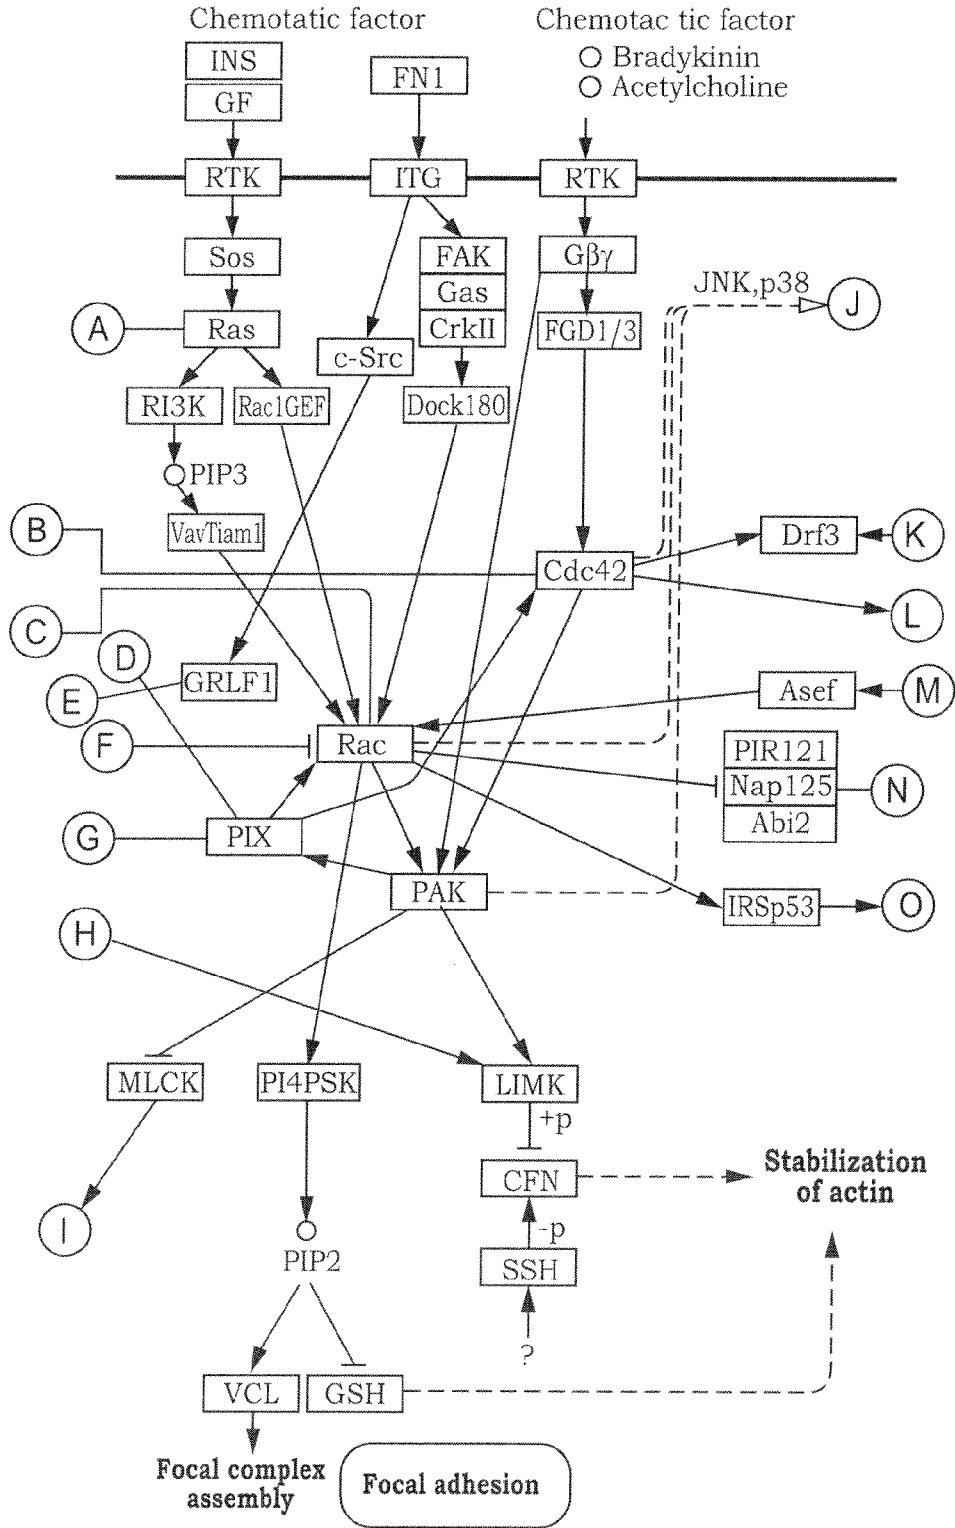 Chemotatic factor
Chemotac tic factor
INS
GF
FN1
Bradykinin
Acetylcholine
RTK
ITG
RTK
Sos
FAK
Gas
CrkII
Gβγ
JNK,p38
J
A
Ras
c-Src
FGD1/3
RI3K
Rac1GEF
Dock180
PIP3
VavTiam1
B
Drf3
K
Cdc42
C
L
D
E
GRLF1
Asef
M
F
Rac
PIR121
Nap125
Abi2
N
G
PIX
PAK
IRSp53
O
H
MLCK
PI4PSK
LIMK
+p
CFN
Stabilization
of actin
I
-p
PIP2
SSH
?
VCL
GSH
Focal complex
assembly
Focal adhesion